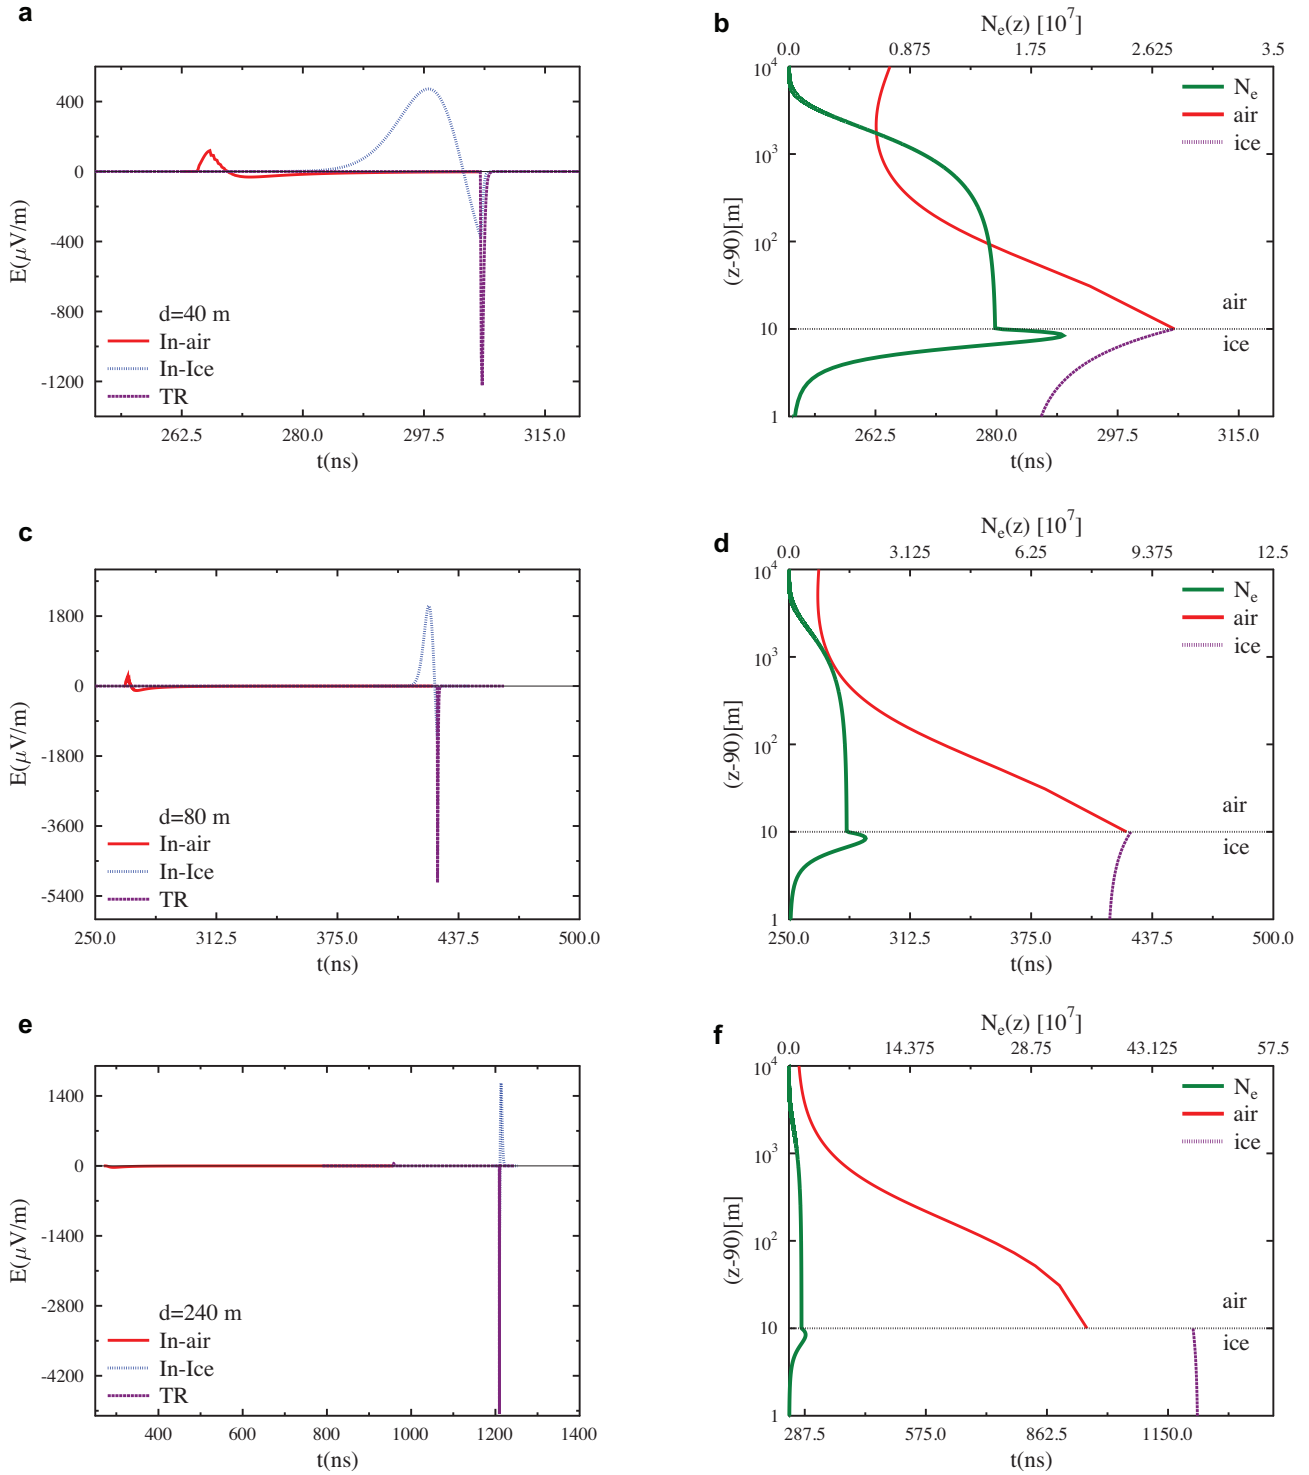 a
400
0
-400
-800
-1200
E(μV/m)
d=40 m
In-air
In-Ice
TR
262.5 280.0 297.5 315.0
t(ns)
b
N_e(z) [10^7]
0.0 0.875 1.75 2.625 3.5
10^4
10^3
10^2
10
1
(z-90)[m]
N_e
air
ice
air
ice
262.5 280.0 297.5 315.0
t(ns)
c
1800
0
-1800
-3600
-5400
E(μV/m)
d=80 m
In-air
In-Ice
TR
250.0 312.5 375.0 437.5 500.0
t(ns)
d
N_e(z) [10^7]
0.0 3.125 6.25 9.375 12.5
10^4
10^3
10^2
10
1
(z-90)[m]
N_e
air
ice
air
ice
250.0 312.5 375.0 437.5 500.0
t(ns)
e
1400
0
-1400
-2800
-4200
E(μV/m)
d=240 m
In-air
In-Ice
TR
400 600 800 1000 1200 1400
t(ns)
f
N_e(z) [10^7]
0.0 14.375 28.75 43.125 57.5
10^4
10^3
10^2
10
1
(z-90)[m]
N_e
air
ice
air
ice
287.5 575.0 862.5 1150.0
t(ns)